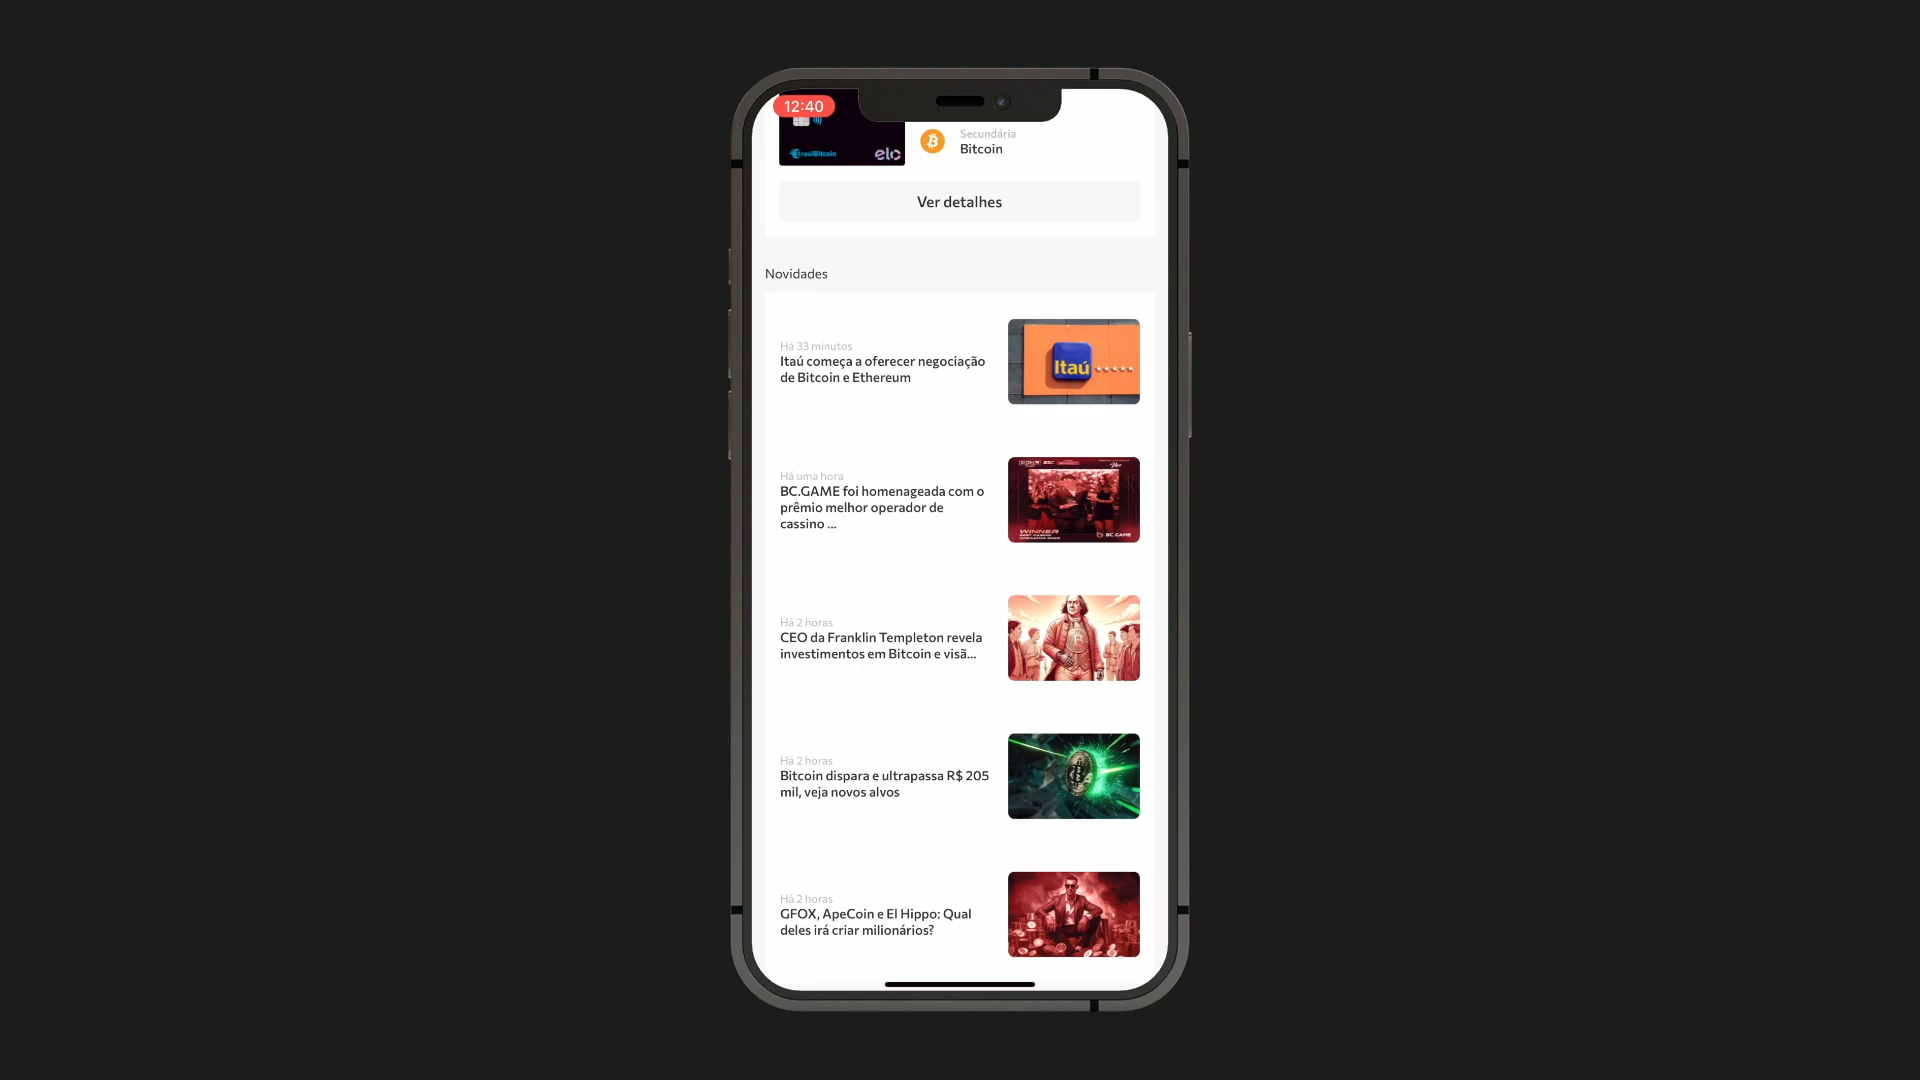 12:40
BrasilBitcoin
elo
Secundária
Bitcoin
Ver detalhes
Novidades
Há 33 minutos
Itaú começa a oferecer negociação
de Bitcoin e Ethereum
Itaú
Há uma hora
BC.GAME foi homenageada com o
prêmio melhor operador de
cassino ...
WINNER
BC.GAME
Há 2 horas
CEO da Franklin Templeton revela
investimentos em Bitcoin e visã...
Há 2 horas
Bitcoin dispara e ultrapassa R$ 205
mil, veja novos alvos
Há 2 horas
GFOX, ApeCoin e El Hippo: Qual
deles irá criar milionários?